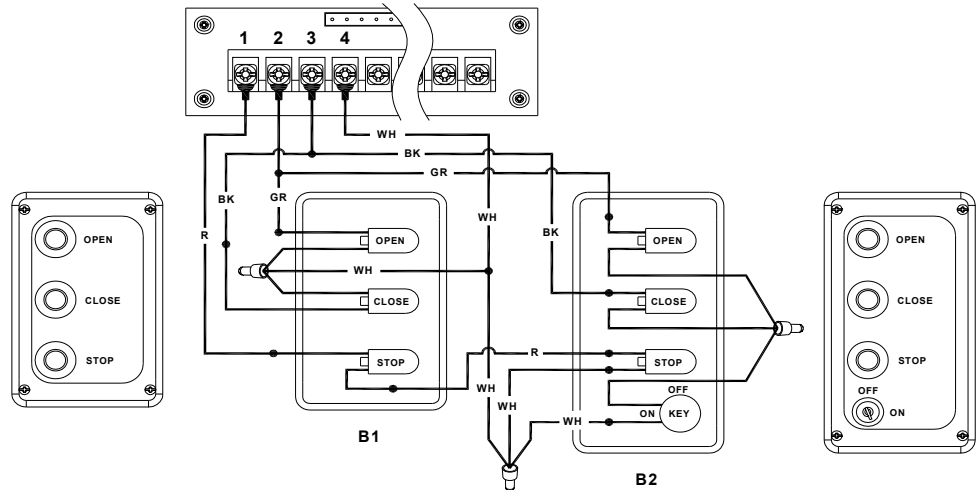 1 2 3 4
WH
BK
GR
BK GR
R WH BK
OPEN OPEN OPEN OPEN
WH
CLOSE CLOSE CLOSE CLOSE
STOP STOP R STOP STOP
WH WH
OFF OFF
ON KEY ON
WH
B1 B2